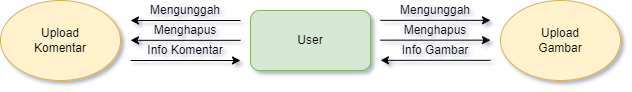 Upload
Komentar
Mengunggah
Menghapus
Info Komentar
User
Mengunggah
Menghapus
Info Gambar
Upload
Gambar